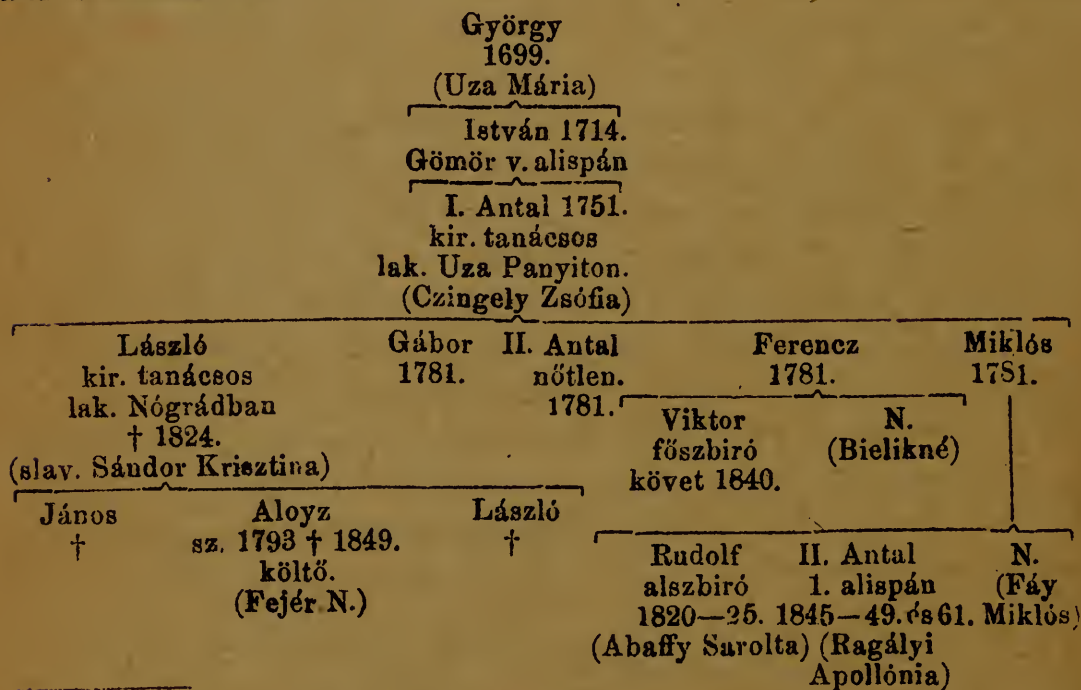 György
1699.
(Uza Mária)
István 1714.
Gömör v. alispán
I. Antal 1751.
kir. tanácsos
lak. Uza Panyiton.
(Czingely Zsófia)
László Gábor II. Antal Ferencz Miklós
kir. tanácsos 1781. nőtlen. 1781. 1781.
lak. Nógrádban 1781. Viktor N.
† 1824. főszbiró (Bielikné)
(slav. Sándor Krisztina) követ 1840.
János Aloyz László
† sz. 1793 † 1849. †
költő.
(Fejér N.)
Rudolf II. Antal N.
alszbiró 1. alispán (Fáy
1820—25. 1845—49. és 61. Miklós)
(Abaffy Sarolta) (Ragályi
Apollónia)